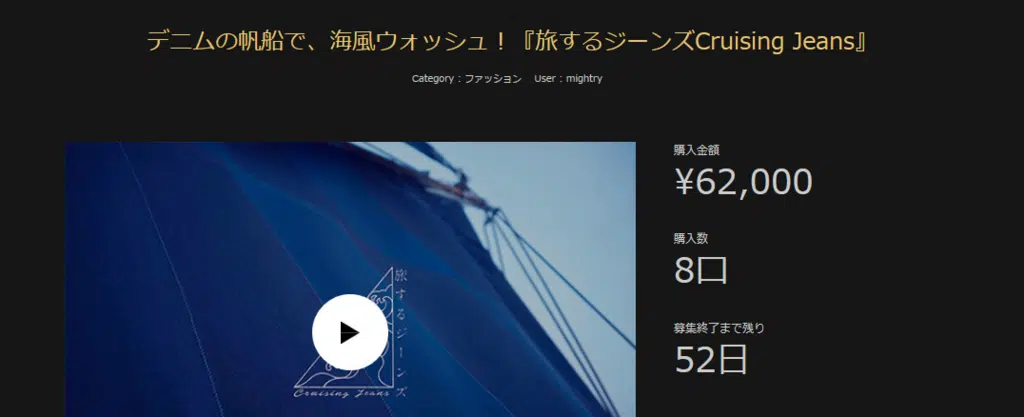 デニムの帆船で、海風ウォッシュ！『旅するジーンズCruising Jeans』
Category : ファッション User : mightry
購入金額
¥62,000
購入数
8口
募集終了まで残り
52日
旅するジーンズ
Cruising Jeans